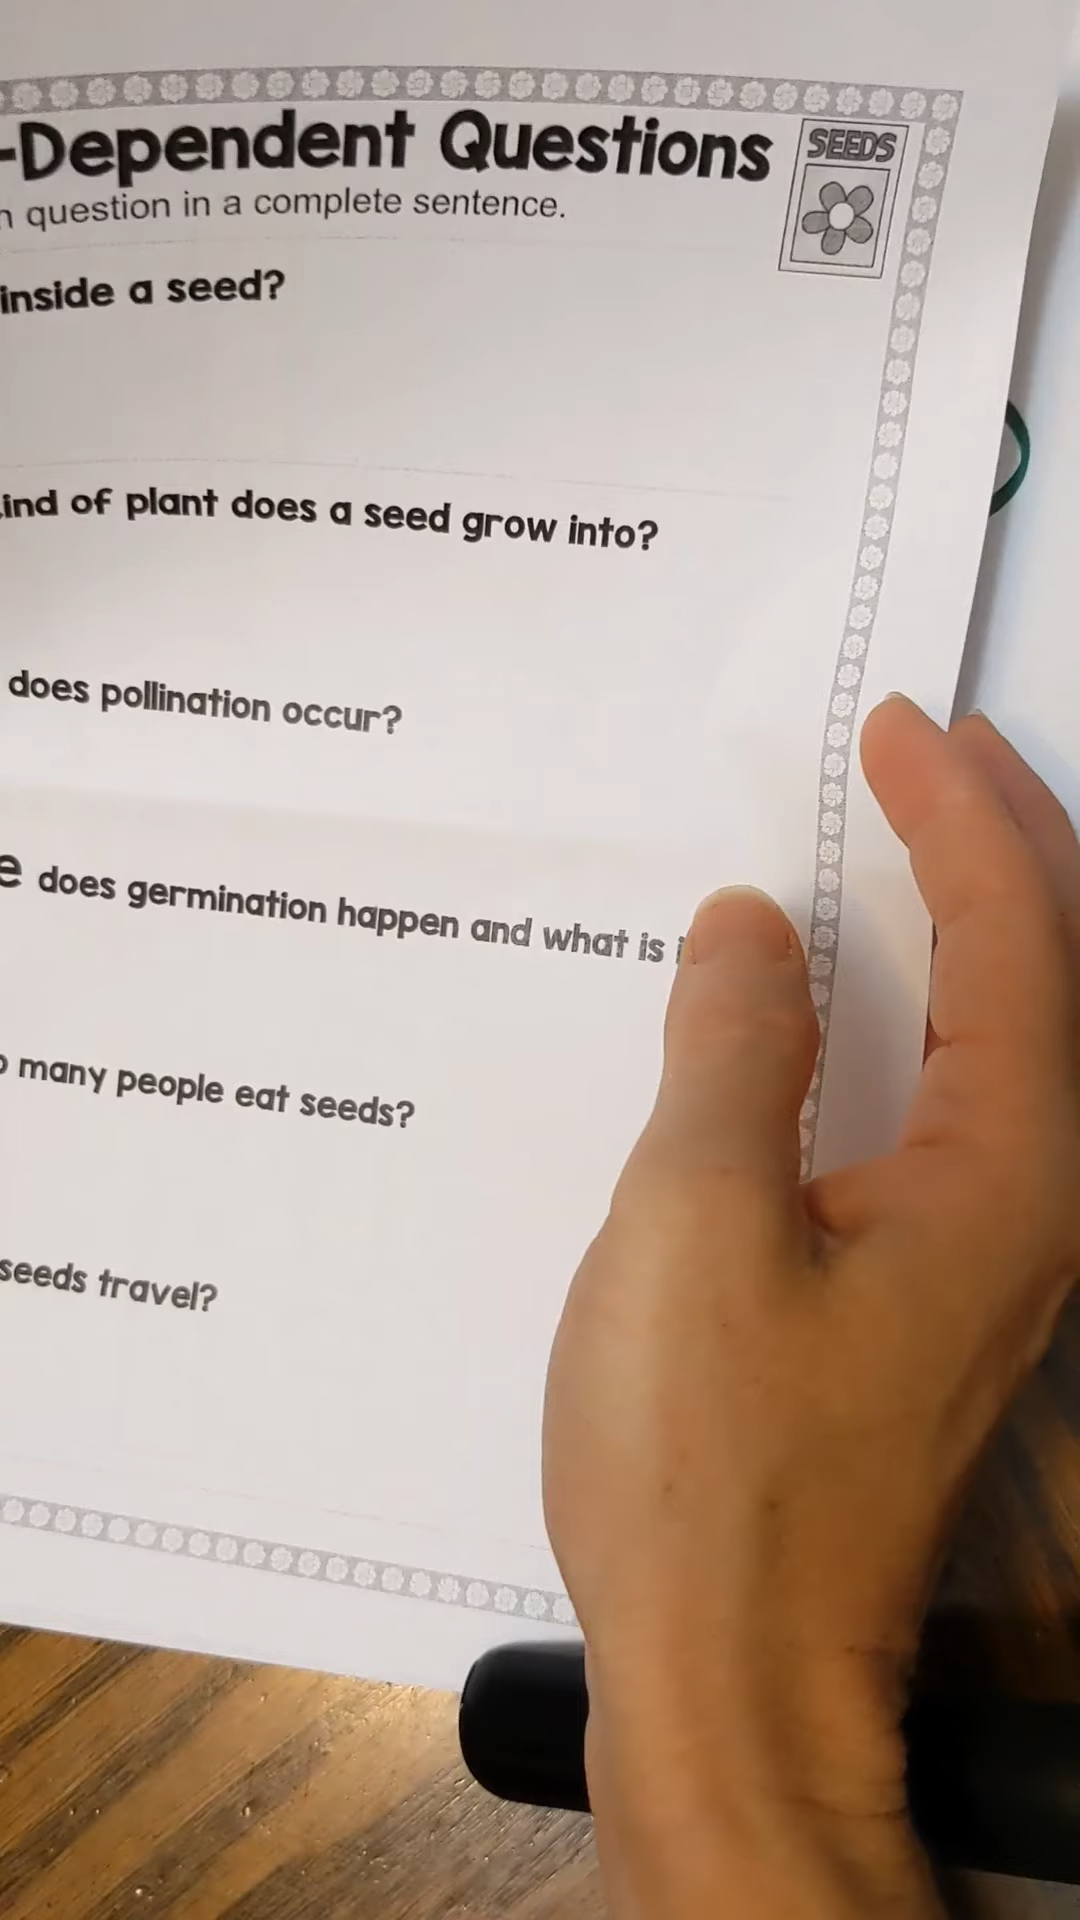 -Dependent Questions
SEEDS
question in a complete sentence.
inside a seed?
ind of plant does a seed grow into?
does pollination occur?
e does germination happen and what is
many people eat seeds?
seeds travel?